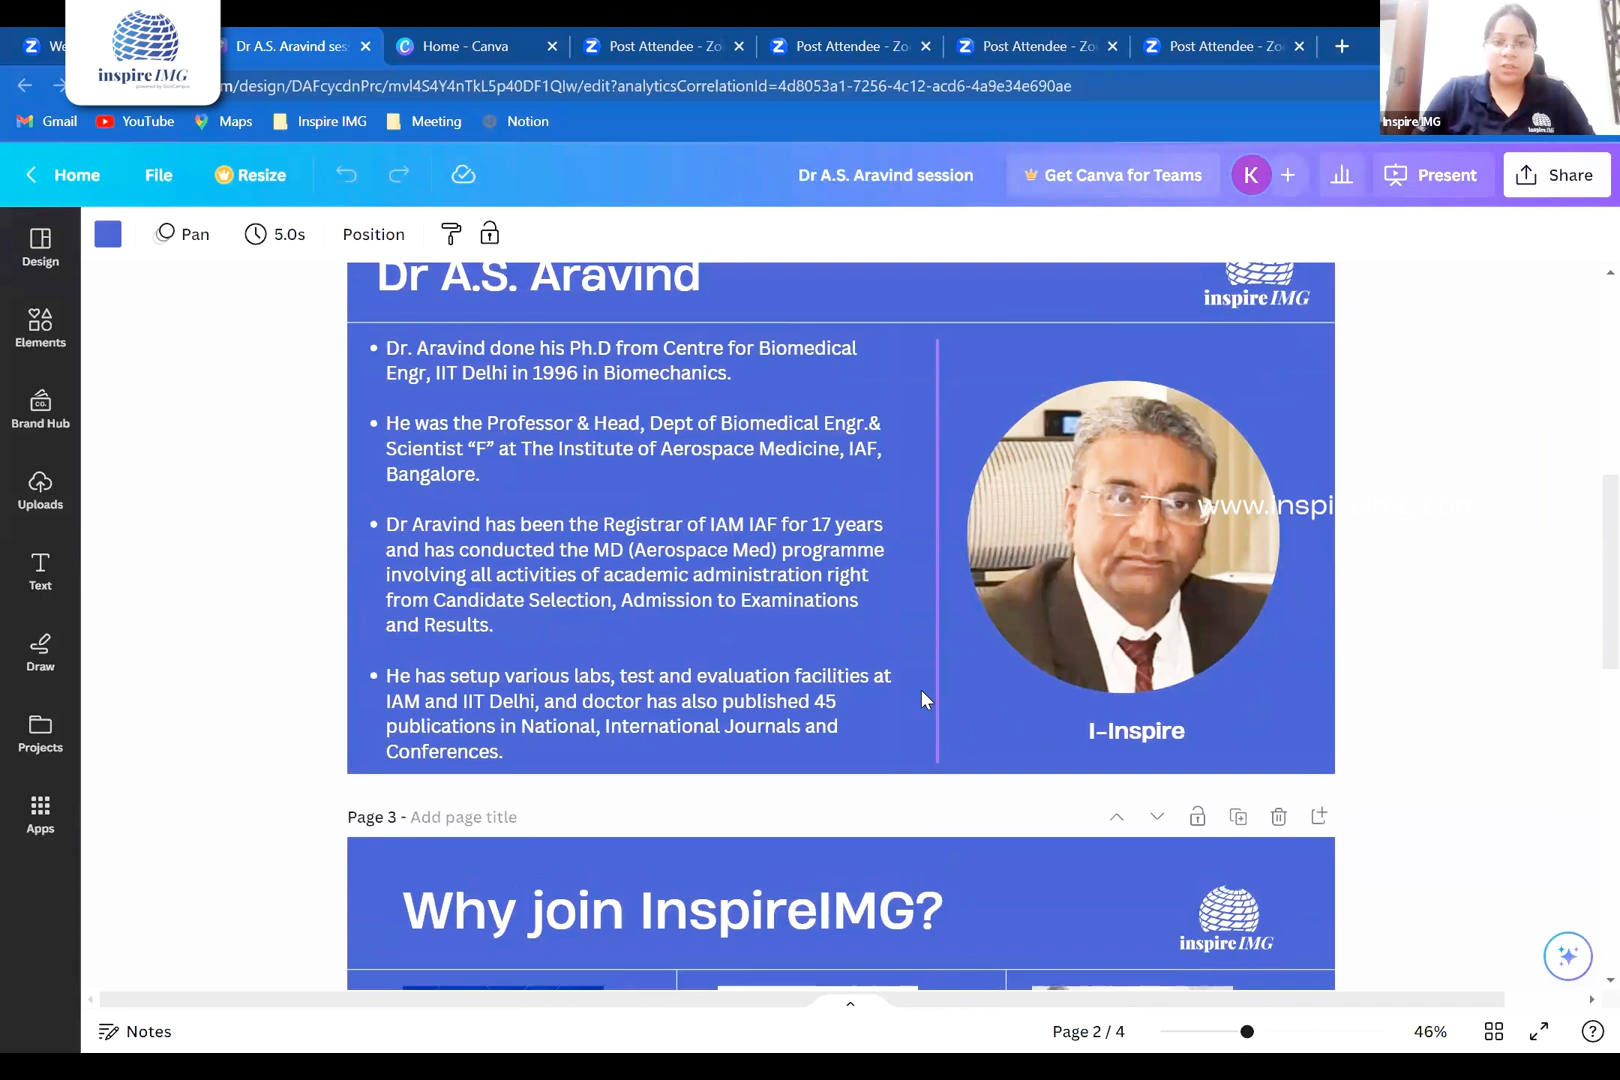 We
Dr A.S. Aravind ses
Home - Canva
Post Attendee - Zo
Post Attendee - Zo
Post Attendee - Zo
Post Attendee - Zo
inspire IMG
m/design/DAFcycdnPrc/mvl4S4Y4nTkL5p40DF1Qlw/edit?analyticsCorrelationId=4d8053a1-7256-4c12-acd6-4a9e34e690ae
Gmail
YouTube
Maps
Inspire IMG
Meeting
Notion
Inspire IMG
Home
File
Resize
Dr A.S. Aravind session
Get Canva for Teams
K
Present
Share
Pan
5.0s
Position
Design
Elements
Brand Hub
Uploads
Text
Draw
Projects
Apps
Dr A.S. Aravind
inspire IMG
• Dr. Aravind done his Ph.D from Centre for Biomedical
Engr, IIT Delhi in 1996 in Biomechanics.
• He was the Professor & Head, Dept of Biomedical Engr.&
Scientist “F” at The Institute of Aerospace Medicine, IAF,
Bangalore.
• Dr Aravind has been the Registrar of IAM IAF for 17 years
and has conducted the MD (Aerospace Med) programme
involving all activities of academic administration right
from Candidate Selection, Admission to Examinations
and Results.
• He has setup various labs, test and evaluation facilities at
IAM and IIT Delhi, and doctor has also published 45
publications in National, International Journals and
Conferences.
I-Inspire
Page 3 - Add page title
Why join InspireIMG?
inspire IMG
Notes
Page 2 / 4
46%